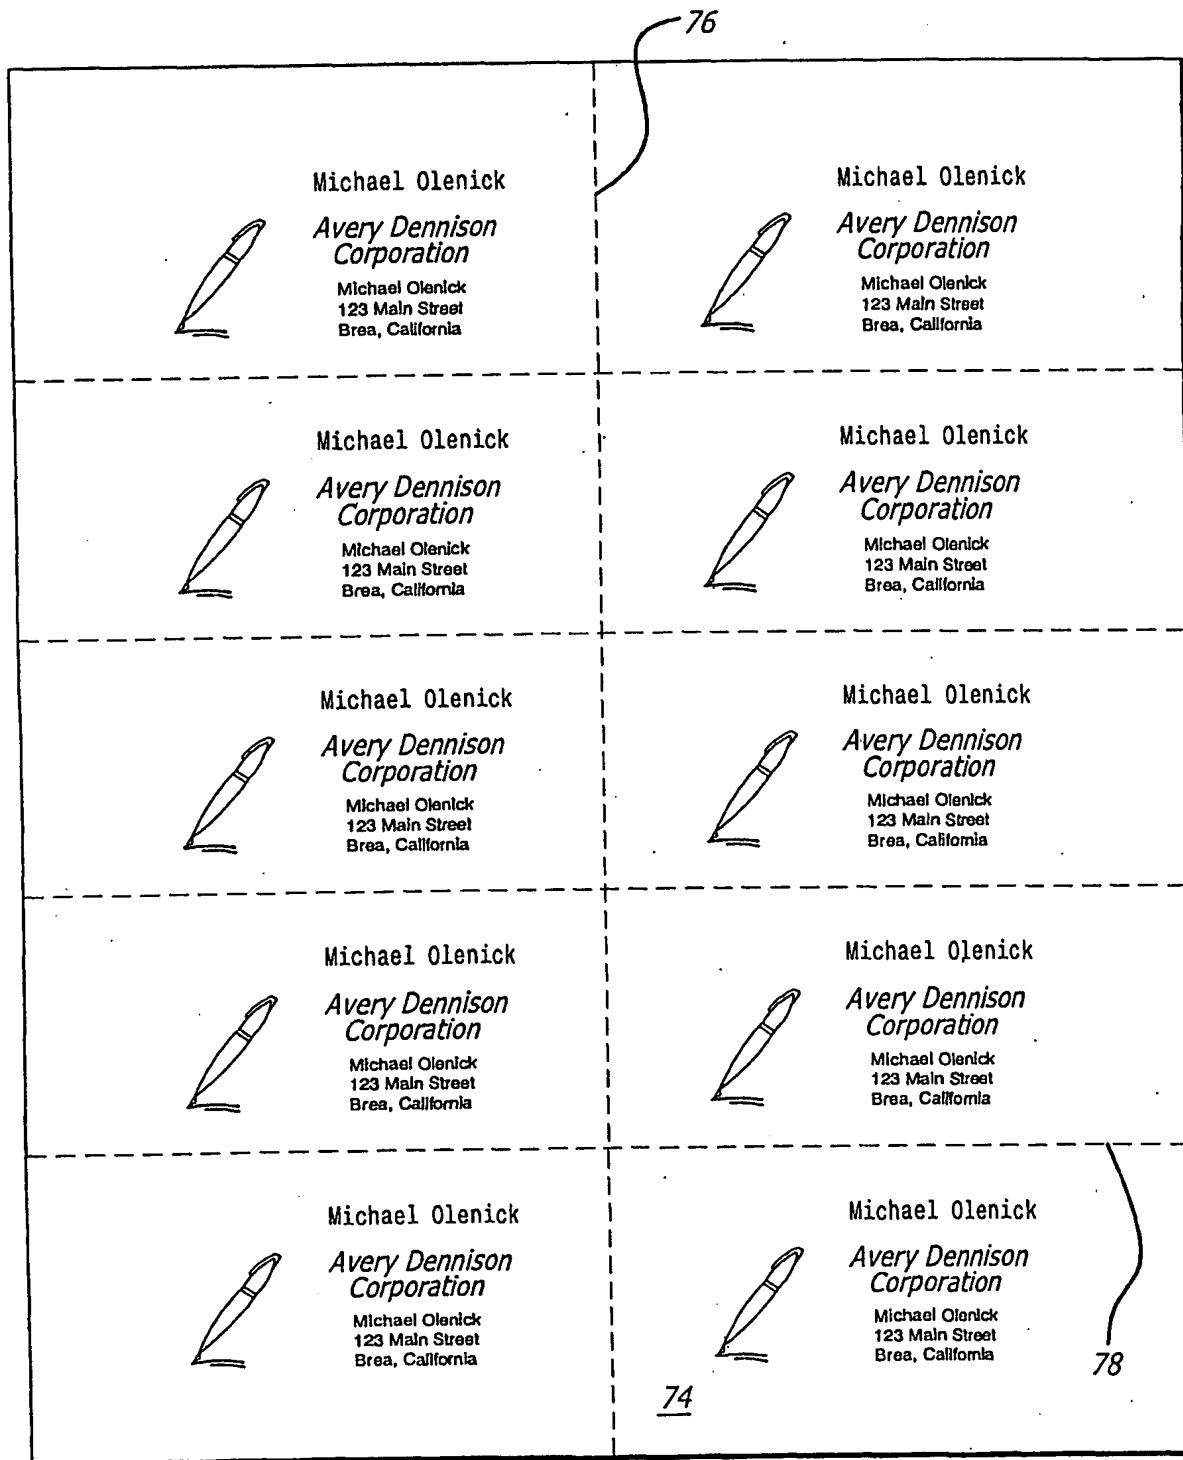 76
Michael Olenick
Avery Dennison
Corporation
Michael Olenick
123 Main Street
Brea, California
Michael Olenick
Avery Dennison
Corporation
Michael Olenick
123 Main Street
Brea, California
Michael Olenick
Avery Dennison
Corporation
Michael Olenick
123 Main Street
Brea, California
Michael Olenick
Avery Dennison
Corporation
Michael Olenick
123 Main Street
Brea, California
Michael Olenick
Avery Dennison
Corporation
Michael Olenick
123 Main Street
Brea, California
Michael Olenick
Avery Dennison
Corporation
Michael Olenick
123 Main Street
Brea, California
Michael Olenick
Avery Dennison
Corporation
Michael Olenick
123 Main Street
Brea, California
Michael Olenick
Avery Dennison
Corporation
Michael Olenick
123 Main Street
Brea, California
Michael Olenick
Avery Dennison
Corporation
Michael Olenick
123 Main Street
Brea, California
Michael Olenick
Avery Dennison
Corporation
Michael Olenick
123 Main Street
Brea, California
78
74